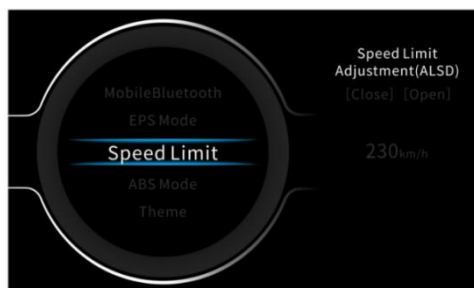 MobileBluetooth
EPS Mode
Speed Limit
ABS Mode
Theme
Speed Limit
Adjustment(ALSD)
[Close] [Open]
230km/h